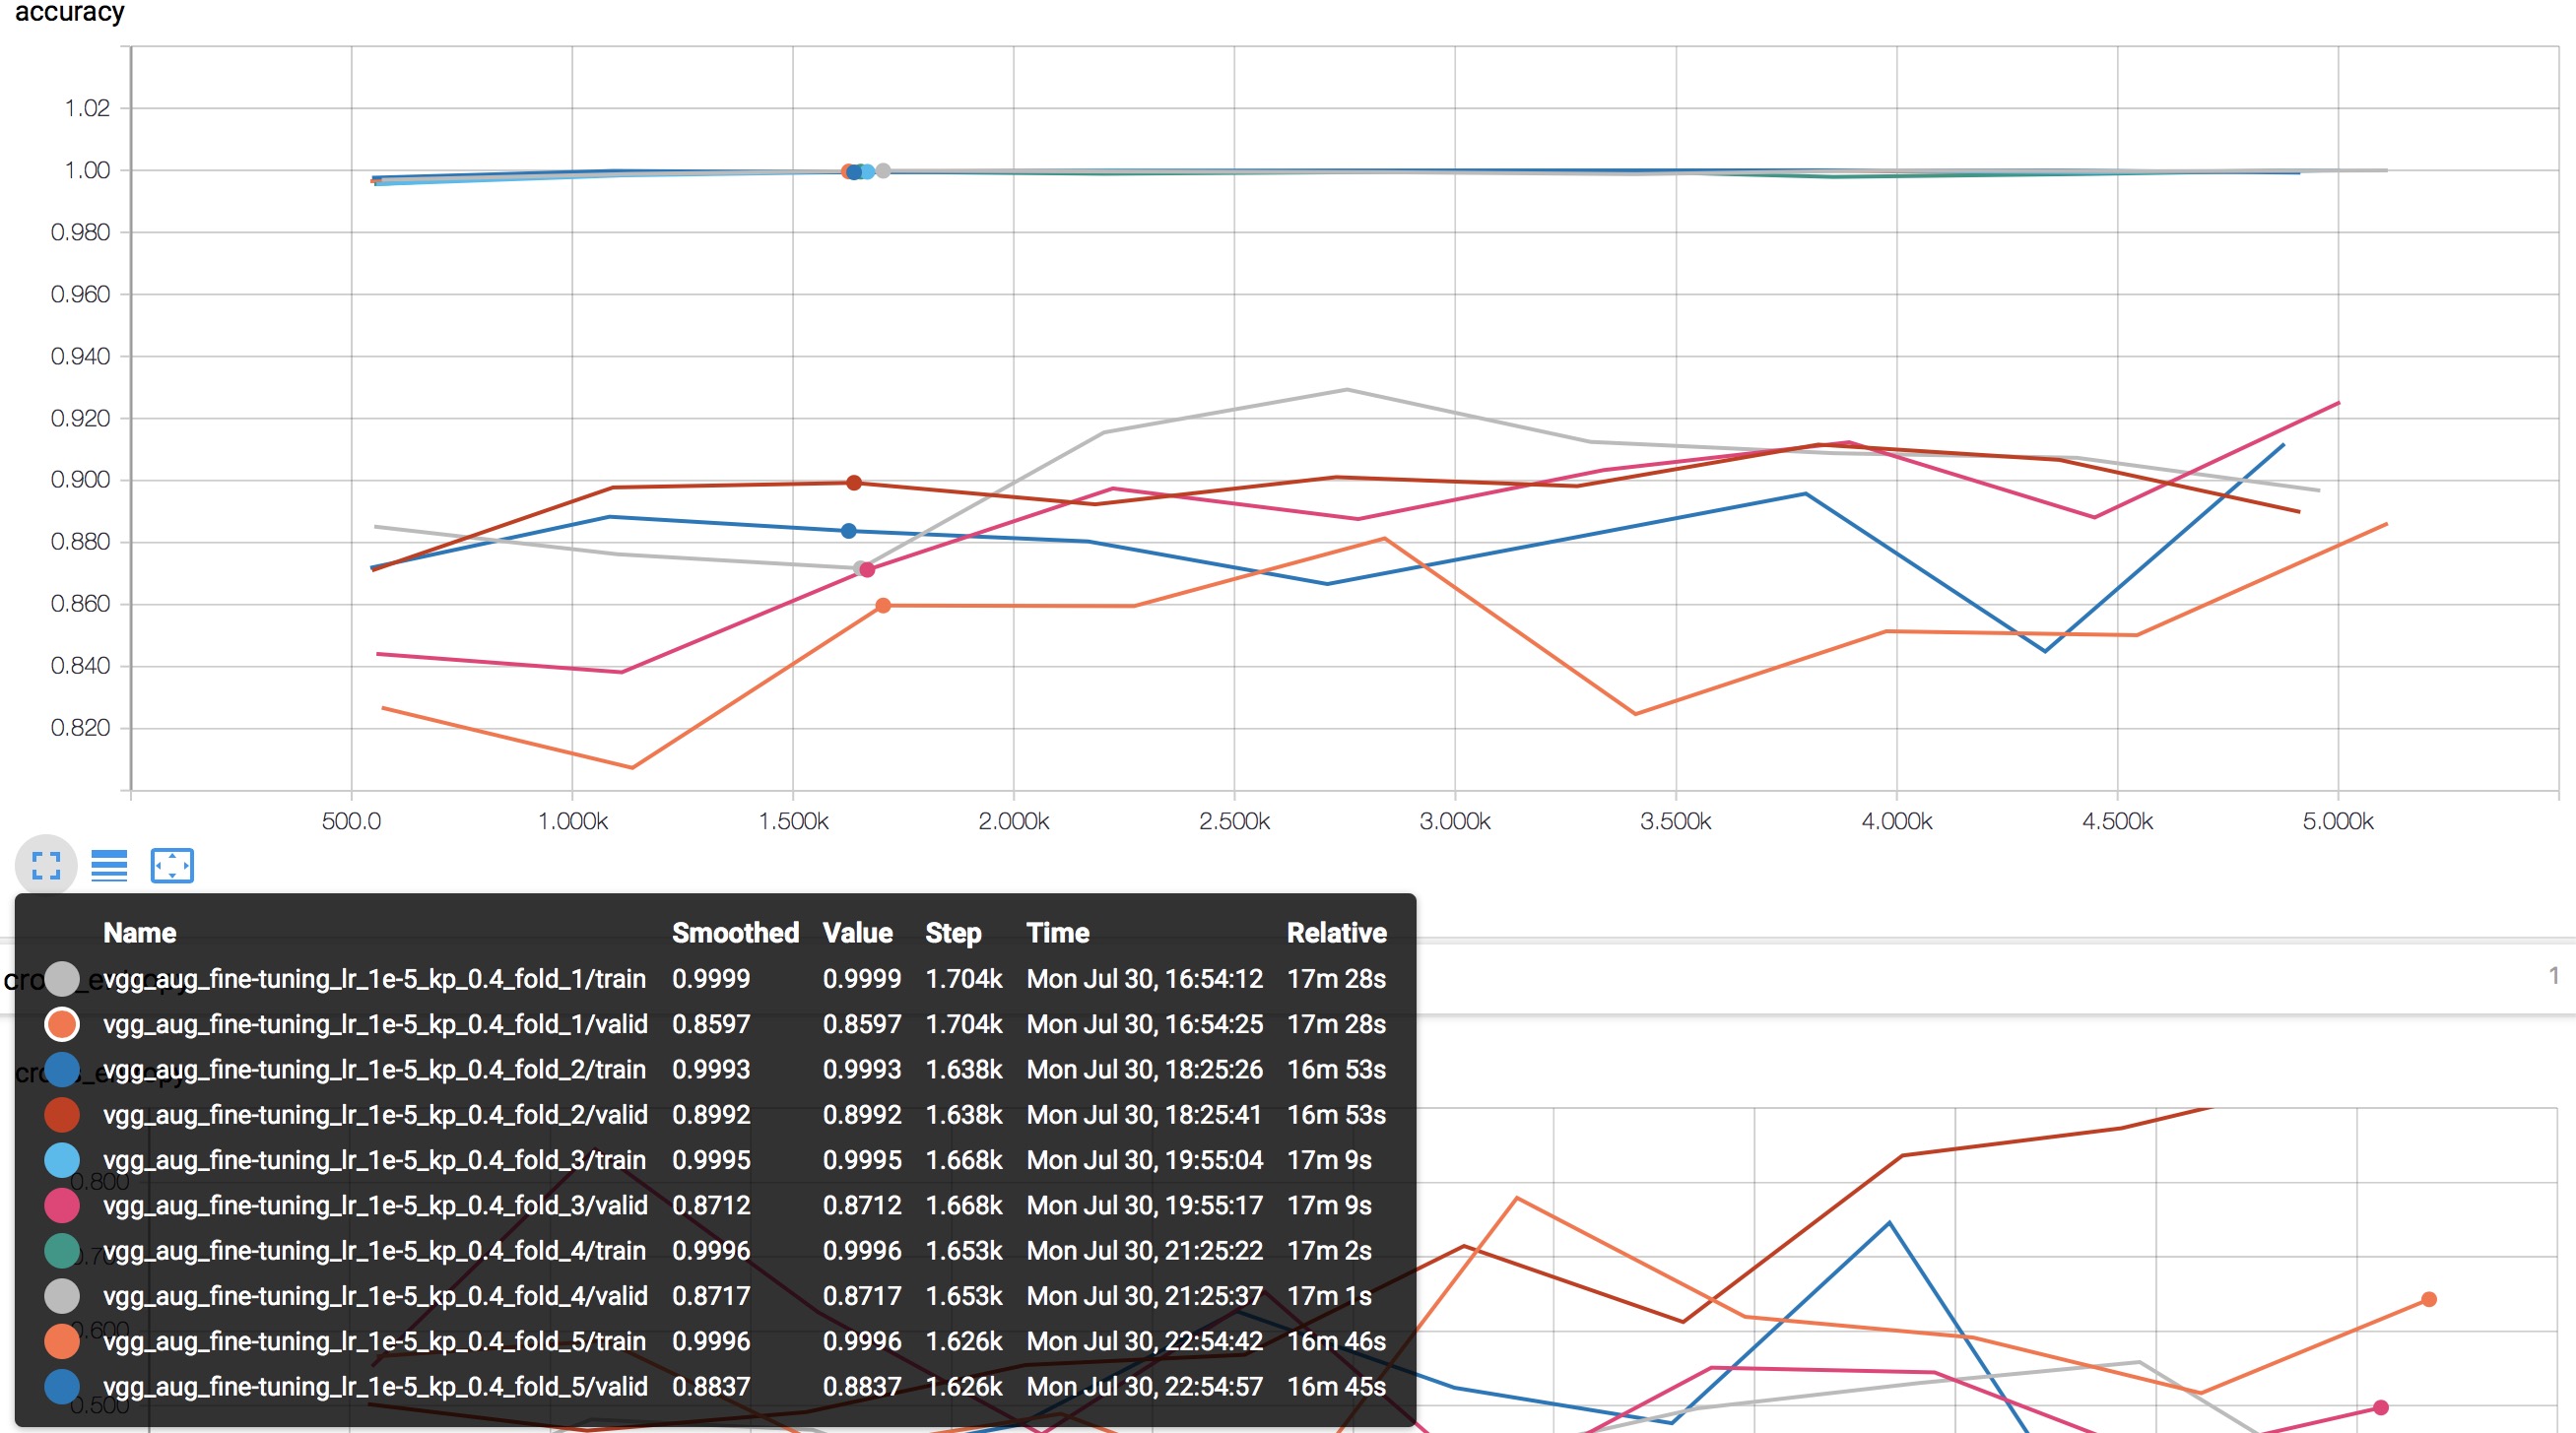 accuracy
1.02
1.00
0.980
0.960
0.940
0.920
0.900
0.880
0.860
0.840
0.820
500.0 1.000k 1.500k 2.000k 2.500k 3.000k 3.500k 4.000k 4.500k 5.000k
Name Smoothed Value Step Time Relative
vgg_aug_fine-tuning_lr_1e-5_kp_0.4_fold_1/train 0.9999 0.9999 1.704k Mon Jul 30, 16:54:12 17m 28s
1
vgg_aug_fine-tuning_lr_1e-5_kp_0.4_fold_1/valid 0.8597 0.8597 1.704k Mon Jul 30, 16:54:25 17m 28s
vgg_aug_fine-tuning_lr_1e-5_kp_0.4_fold_2/train 0.9993 0.9993 1.638k Mon Jul 30, 18:25:26 16m 53s
vgg_aug_fine-tuning_lr_1e-5_kp_0.4_fold_2/valid 0.8992 0.8992 1.638k Mon Jul 30, 18:25:41 16m 53s
vgg_aug_fine-tuning_lr_1e-5_kp_0.4_fold_3/train 0.9995 0.9995 1.668k Mon Jul 30, 19:55:04 17m 9s
0.800
vgg_aug_fine-tuning_lr_1e-5_kp_0.4_fold_3/valid 0.8712 0.8712 1.668k Mon Jul 30, 19:55:17 17m 9s
vgg_aug_fine-tuning_lr_1e-5_kp_0.4_fold_4/train 0.9996 0.9996 1.653k Mon Jul 30, 21:25:22 17m 2s
vgg_aug_fine-tuning_lr_1e-5_kp_0.4_fold_4/valid 0.8717 0.8717 1.653k Mon Jul 30, 21:25:37 17m 1s
0.600
vgg_aug_fine-tuning_lr_1e-5_kp_0.4_fold_5/train 0.9996 0.9996 1.626k Mon Jul 30, 22:54:42 16m 46s
vgg_aug_fine-tuning_lr_1e-5_kp_0.4_fold_5/valid 0.8837 0.8837 1.626k Mon Jul 30, 22:54:57 16m 45s
0.500